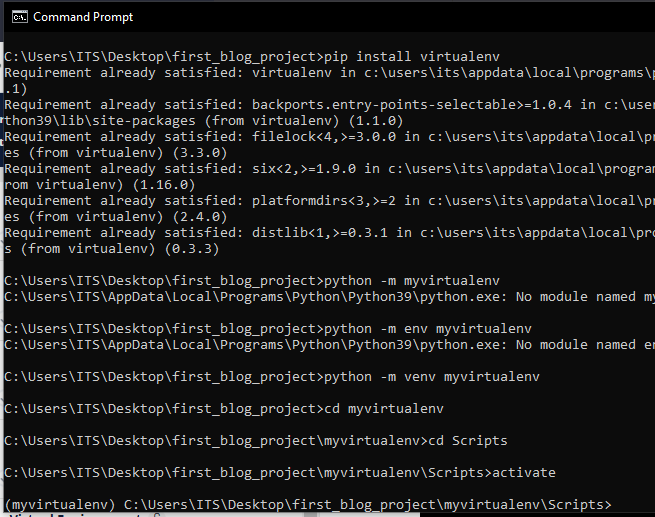 Command Prompt
C:\Users\ITS\Desktop\first_blog_project>pip install virtualenv
Requirement already satisfied: virtualenv in c:\users\its\appdata\local\programs\
.1)
Requirement already satisfied: backports.entry-points-selectable>=1.0.4 in c:\use
thon39\lib\site-packages (from virtualenv) (1.1.0)
Requirement already satisfied: filelock<4,>=3.0.0 in c:\users\its\appdata\local\p
es (from virtualenv) (3.3.0)
Requirement already satisfied: six<2,>=1.9.0 in c:\users\its\appdata\local\progra
rom virtualenv) (1.16.0)
Requirement already satisfied: platformdirs<3,>=2 in c:\users\its\appdata\local\p
es (from virtualenv) (2.4.0)
Requirement already satisfied: distlib<1,>=0.3.1 in c:\users\its\appdata\local\pr
s (from virtualenv) (0.3.3)
C:\Users\ITS\Desktop\first_blog_project>python -m myvirtualenv
C:\Users\ITS\AppData\Local\Programs\Python\Python39\python.exe: No module named my
C:\Users\ITS\Desktop\first_blog_project>python -m env myvirtualenv
C:\Users\ITS\AppData\Local\Programs\Python\Python39\python.exe: No module named en
C:\Users\ITS\Desktop\first_blog_project>python -m venv myvirtualenv
C:\Users\ITS\Desktop\first_blog_project>cd myvirtualenv
C:\Users\ITS\Desktop\first_blog_project\myvirtualenv>cd Scripts
C:\Users\ITS\Desktop\first_blog_project\myvirtualenv\Scripts>activate
(myvirtualenv) C:\Users\ITS\Desktop\first_blog_project\myvirtualenv\Scripts>